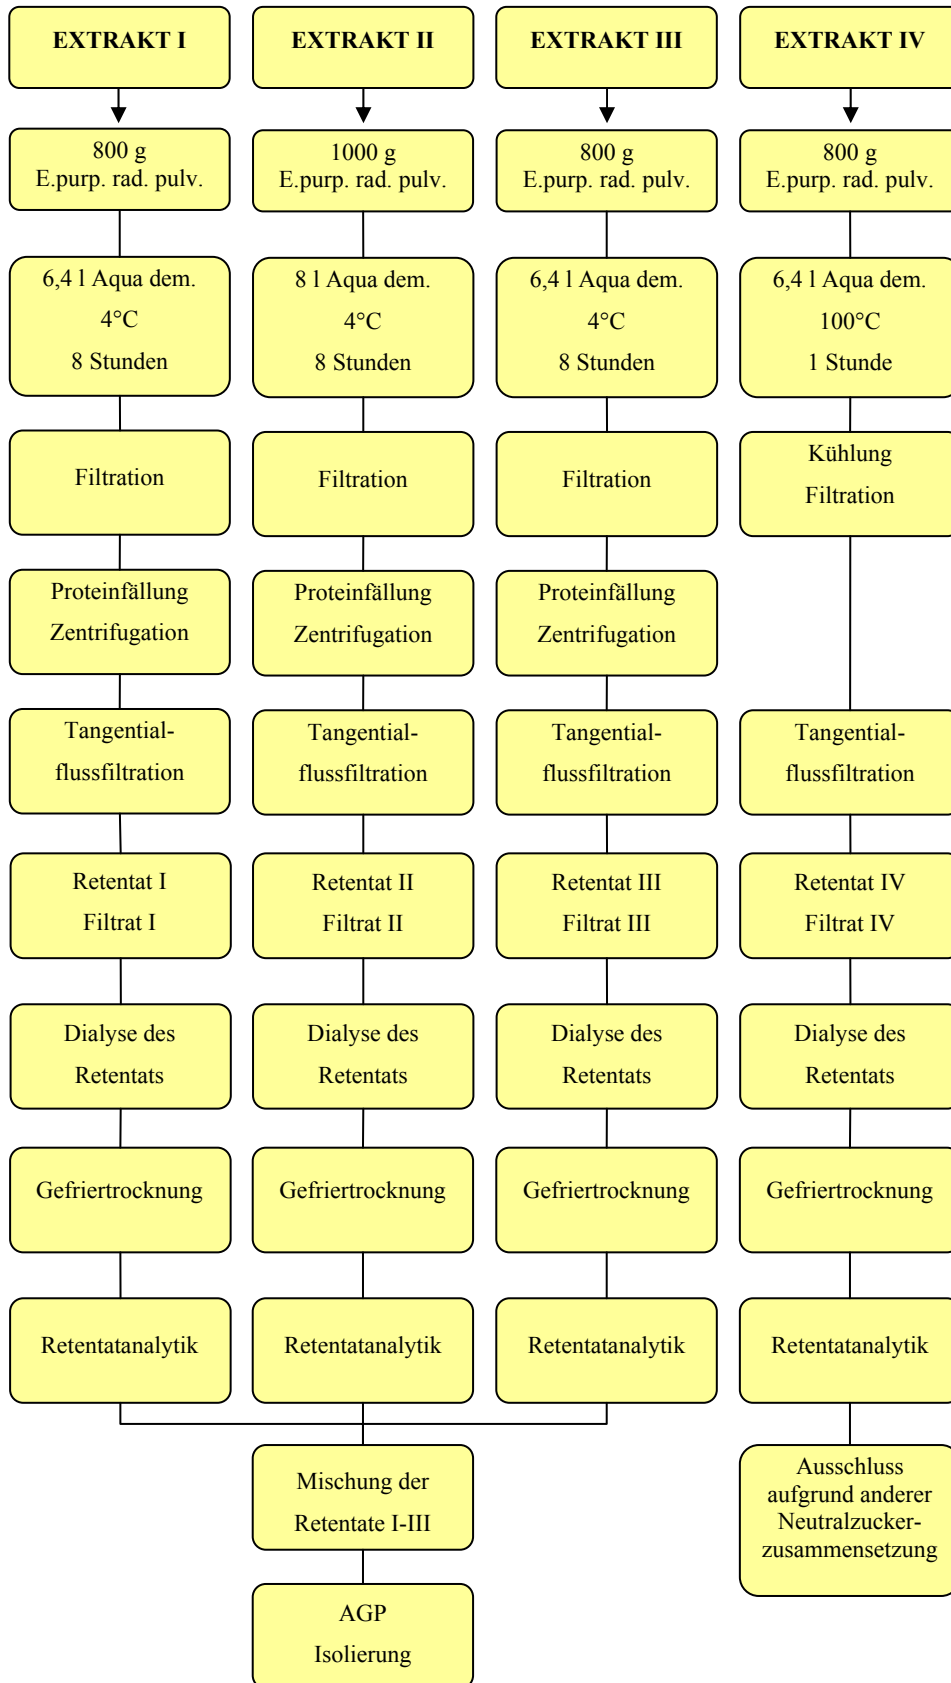 EXTRAKT I
EXTRAKT II
EXTRAKT III
EXTRAKT IV
800 g
E.purp. rad. pulv.
1000 g
E.purp. rad. pulv.
800 g
E.purp. rad. pulv.
800 g
E.purp. rad. pulv.
6,4 l Aqua dem.
4°C
8 Stunden
8 l Aqua dem.
4°C
8 Stunden
6,4 l Aqua dem.
4°C
8 Stunden
6,4 l Aqua dem.
100°C
1 Stunde
Filtration
Filtration
Filtration
Kühlung
Filtration
Proteinfällung
Zentrifugation
Proteinfällung
Zentrifugation
Proteinfällung
Zentrifugation
Tangential-
flussfiltration
Tangential-
flussfiltration
Tangential-
flussfiltration
Tangential-
flussfiltration
Retentat I
Filtrat I
Retentat II
Filtrat II
Retentat III
Filtrat III
Retentat IV
Filtrat IV
Dialyse des
Retentats
Dialyse des
Retentats
Dialyse des
Retentats
Dialyse des
Retentats
Gefriertrocknung
Gefriertrocknung
Gefriertrocknung
Gefriertrocknung
Retentatanalytik
Retentatanalytik
Retentatanalytik
Retentatanalytik
Mischung der
Retentate I-III
Ausschluss
aufgrund anderer
Neutralzucker-
zusammensetzung
AGP
Isolierung